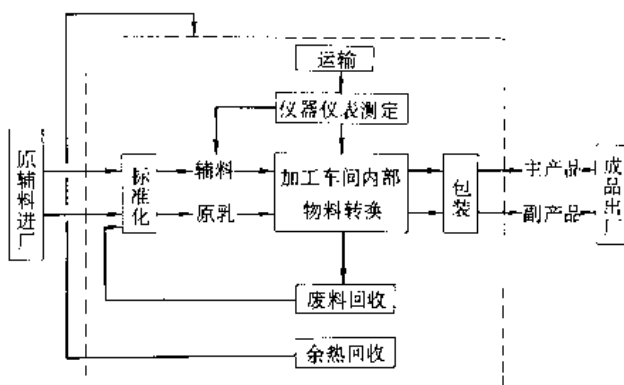 运输
仪器仪表测定
原辅料进厂
标准化
辅料
原乳
加工车间内部
物料转换
包装
主产品
副产品
成品出厂
废料回收
余热回收